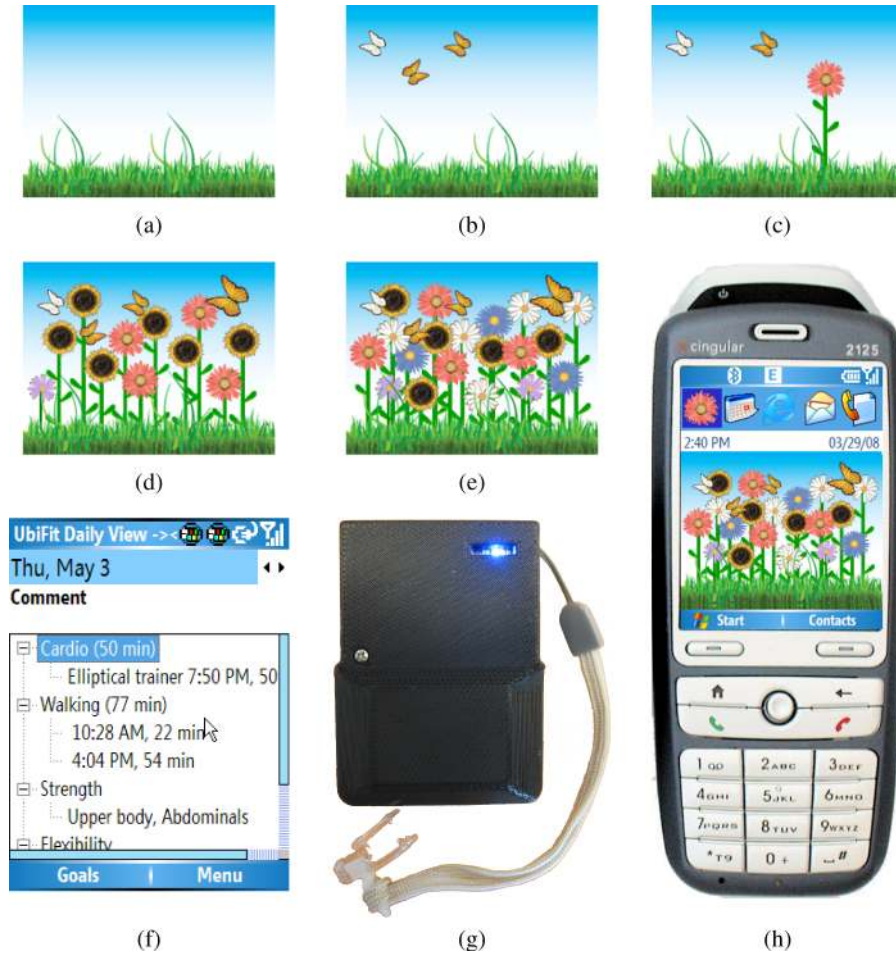 (a)
(b)
(c)
(d)
(e)
UbiFit Daily View ->
Thu, May 3
Comment
Cardio (50 min)
Elliptical trainer 7:50 PM, 50
Walking (77 min)
10:28 AM, 22 min
4:04 PM, 54 min
Strength
Upper body, Abdominals
Flexibility
Goals Menu
(f)
(g)
cingular 2125
E
2:40 PM 03/29/08
Start Contacts
1 2ABC 3DEF
4GHI 5JKL 6MNO
7PQRS 8TUV 9WXYZ
*T9 0 + #
(h)